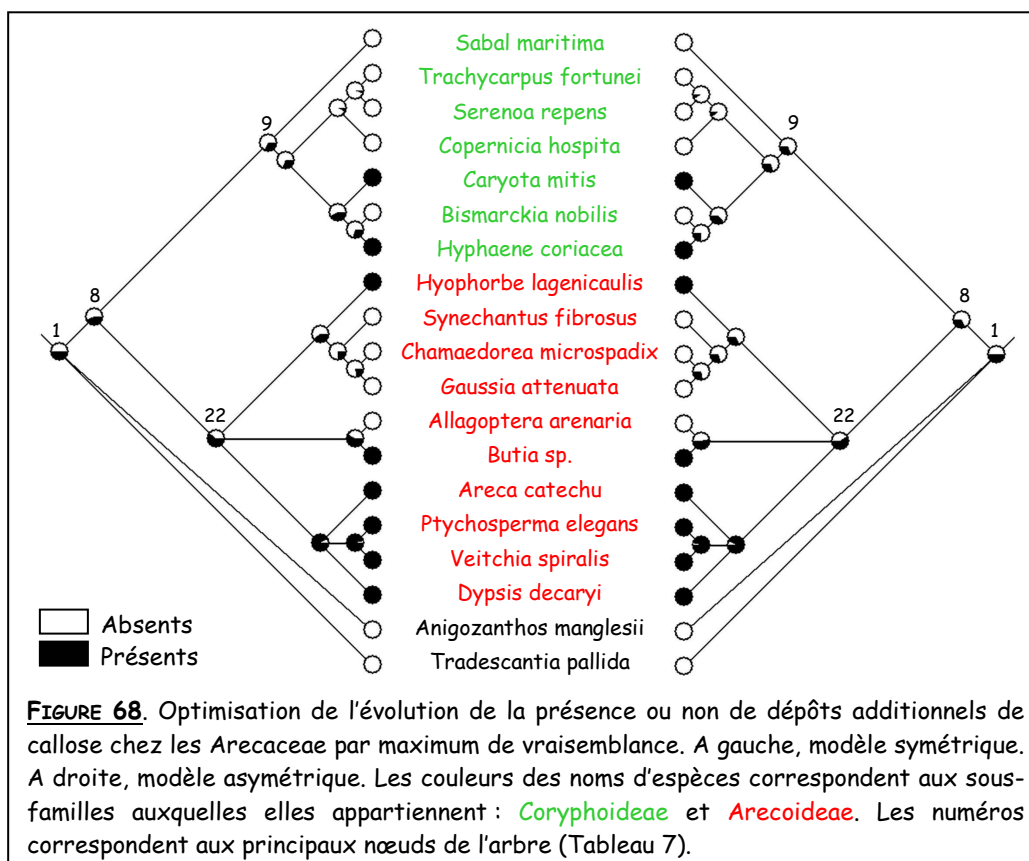 Sabal maritima
Trachycarpus fortunei
9 Serenoa repens 9
Copernicia hospita
Caryota mitis
Bismarckia nobilis
Hyphaene coriacea
Hyophorbe lagenicaulis
8 Synechantus fibrosus 8
1 Chamaedorea microspadix 1
Gaussia attenuata
22 Allagoptera arenaria 22
Butia sp.
Areca catechu
Ptychosperma elegans
Veitchia spiralis
Dypsis decaryi
Absents Anigozanthos manglesii
Présents Tradescantia pallida
FIGURE 68. Optimisation de l'évolution de la présence ou non de dépôts additionnels de
callose chez les Arecaceae par maximum de vraisemblance. A gauche, modèle symétrique.
A droite, modèle asymétrique. Les couleurs des noms d'espèces correspondent aux sous-
familles auxquelles elles appartiennent : Coryphoideae et Arecoideae. Les numéros
correspondent aux principaux nœuds de l'arbre (Tableau 7).